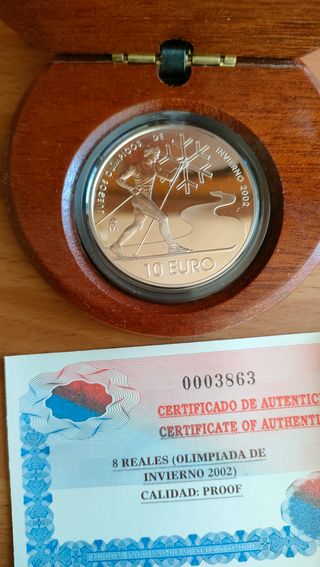 JUEGOS OLIMPICOS DE INVIERNO 2002
10 EURO
0003863
CERTIFICADO DE AUTENTIC
CERTIFICATE OF AUTHENTI
8 REALES (OLIMPIADA DE
INVIERNO 2002)
CALIDAD: PROOF